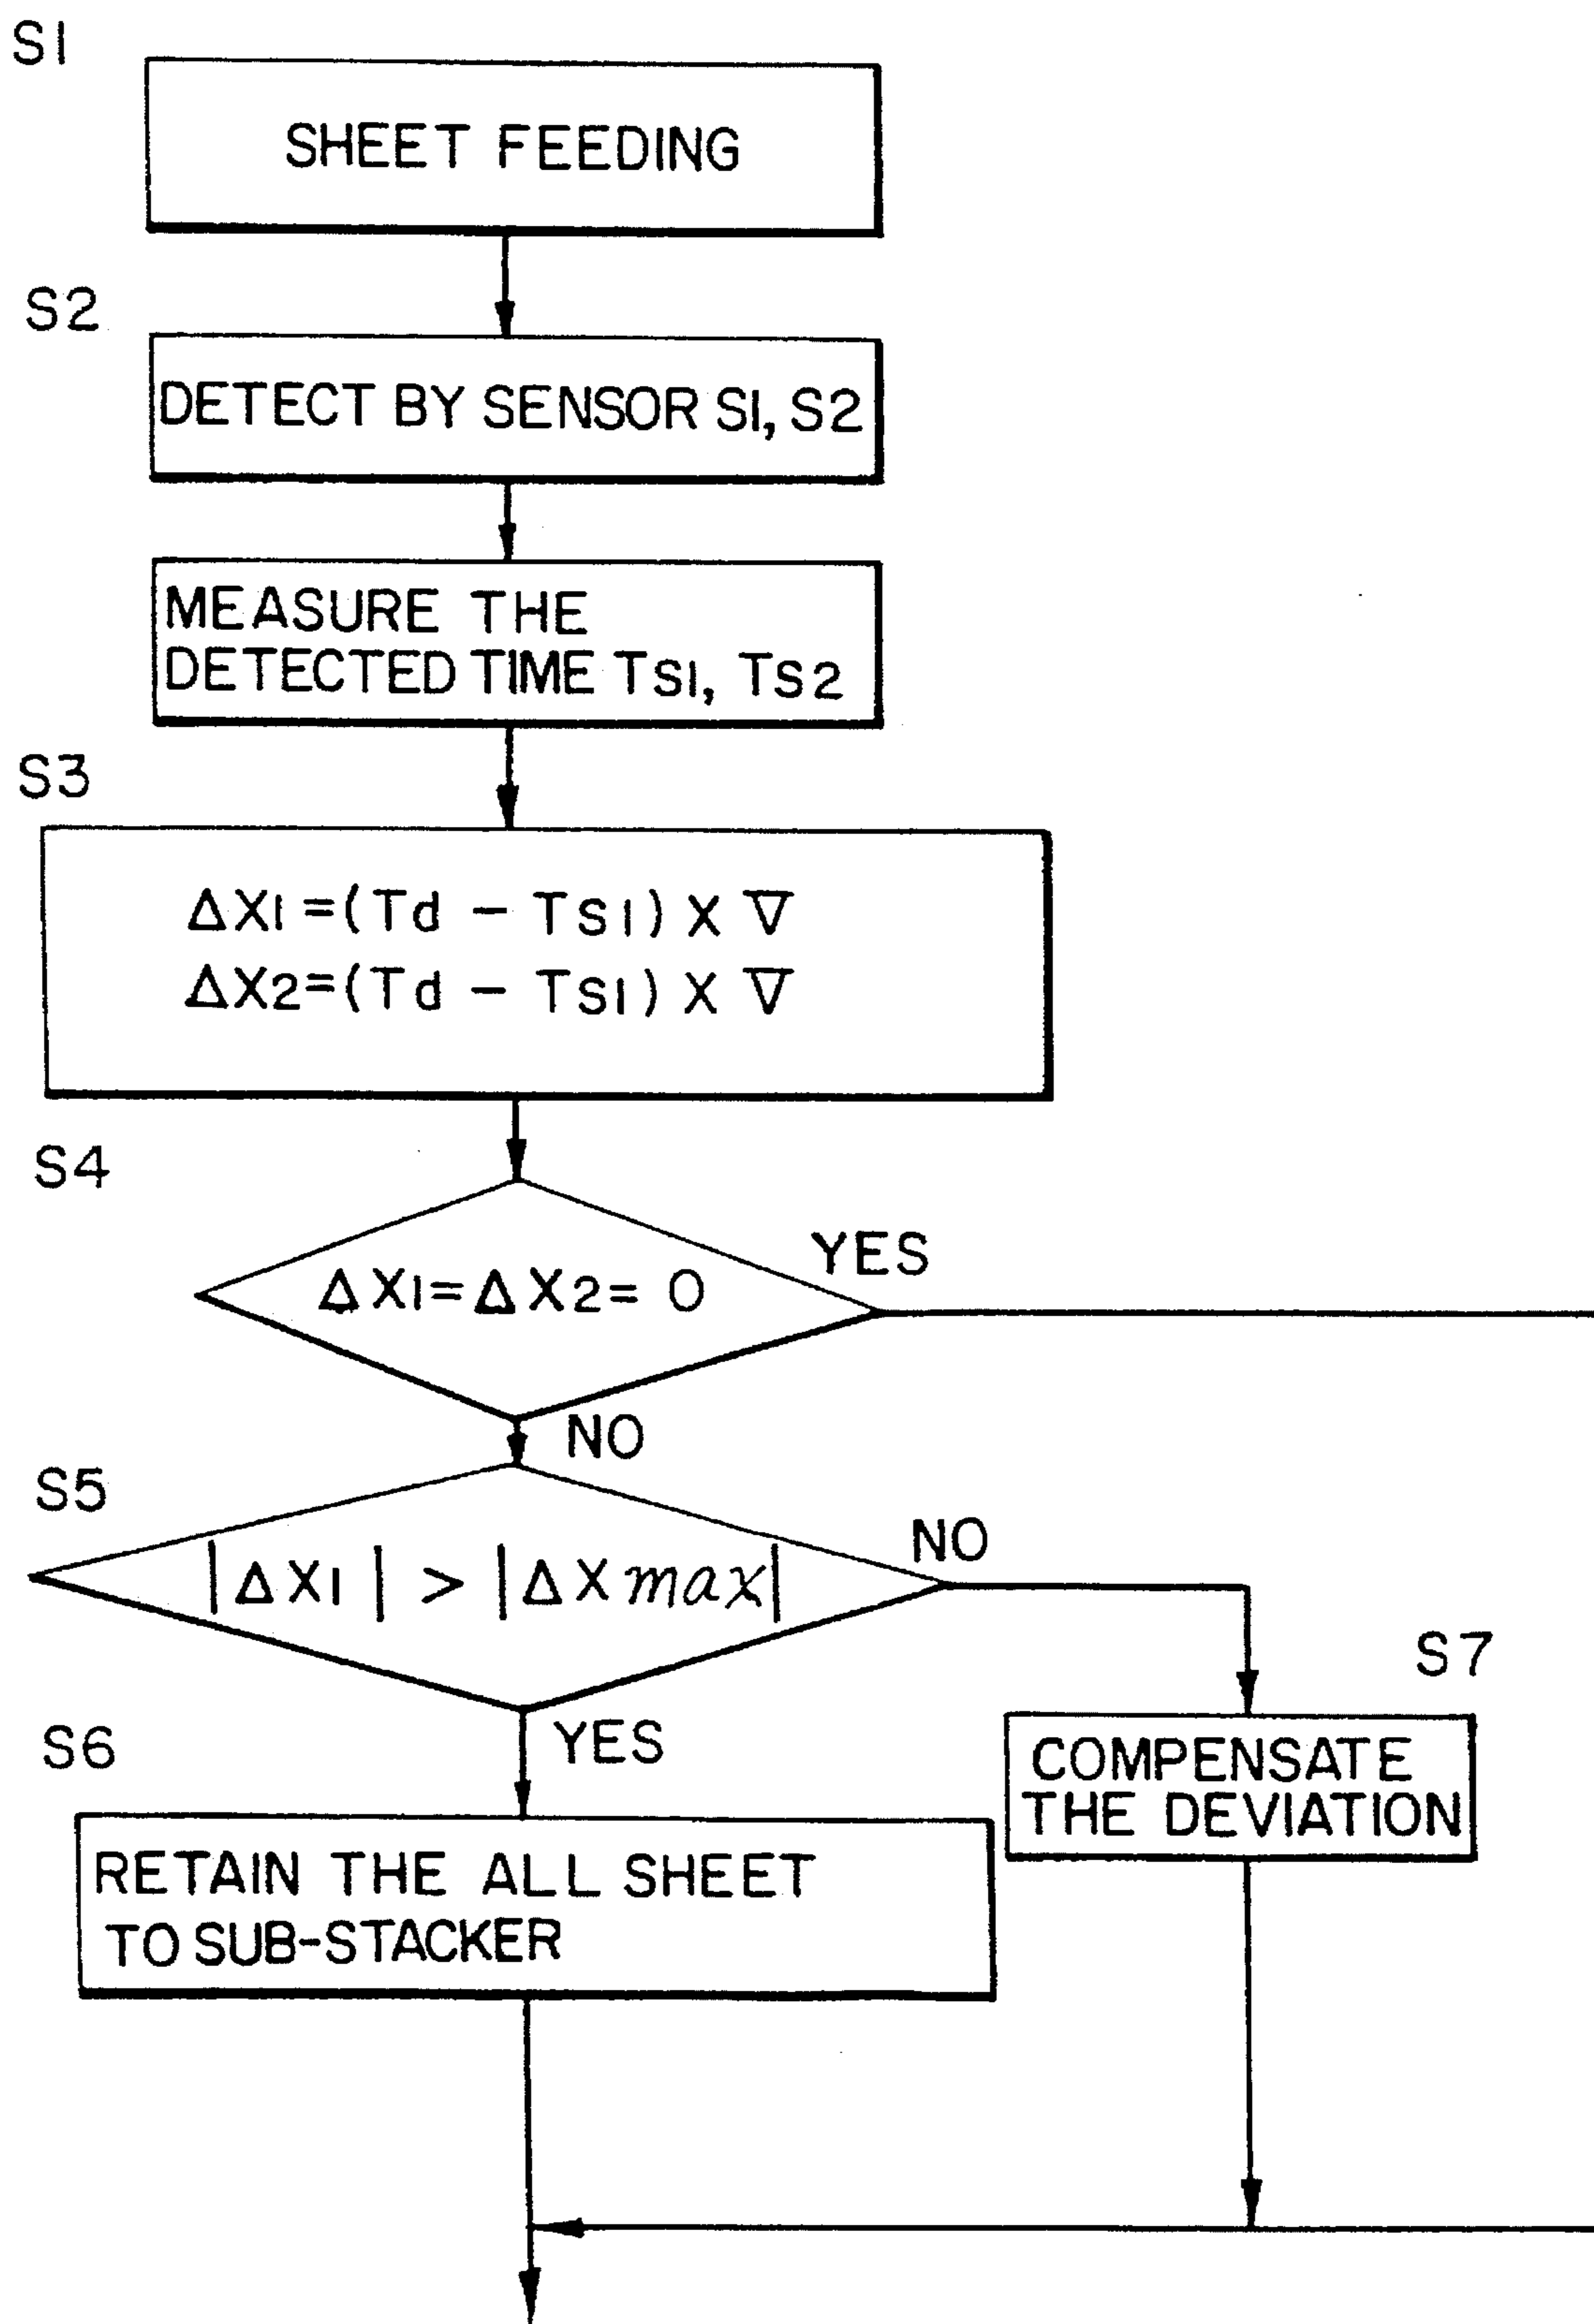 S1
SHEET FEEDING
S2
DETECT BY SENSOR S1, S2
MEASURE THE
DETECTED TIME TS1, TS2
S3
ΔX1=(Td - TS1) X ∇
ΔX2=(Td - TS1) X ∇
S4
ΔX1=ΔX2= 0
YES
NO
S5
|ΔX1| > |ΔX max|
NO
S7
COMPENSATE
THE DEVIATION
S6
YES
RETAIN THE ALL SHEET
TO SUB-STACKER